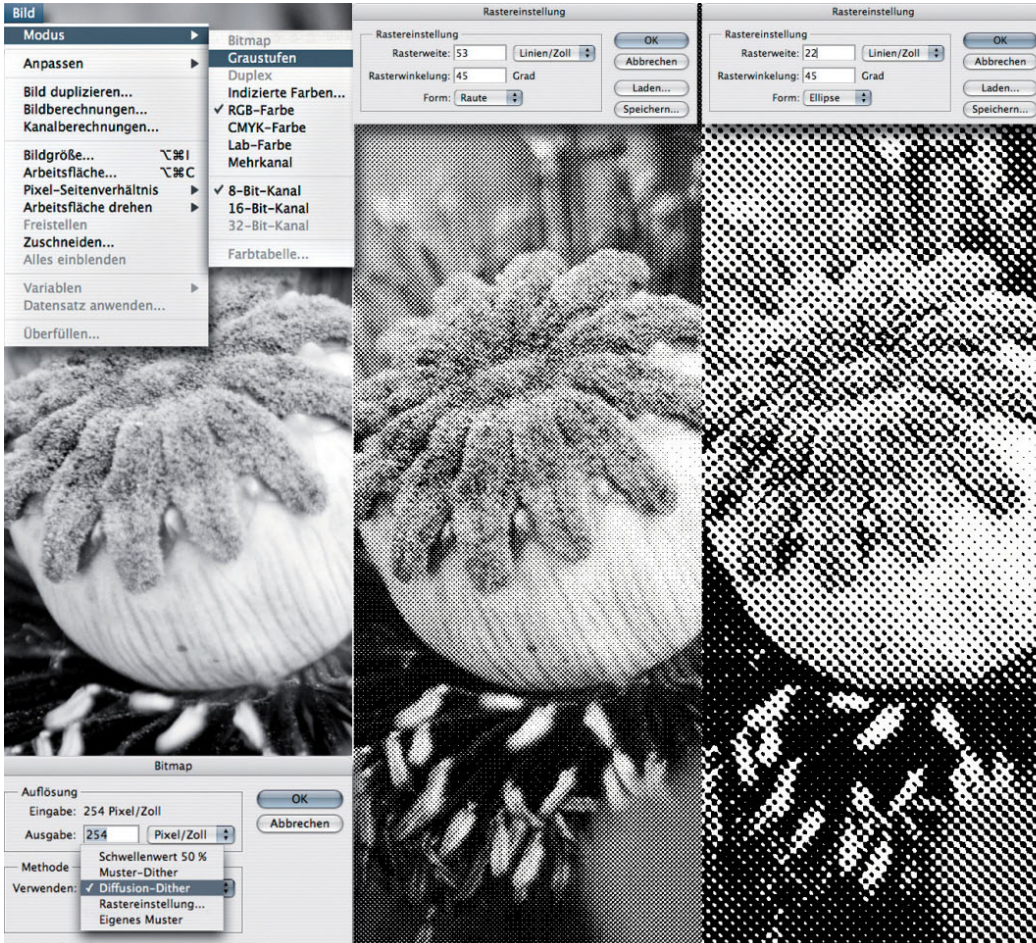 Bild
Modus
Anpassen
Bild duplizieren...
Bildberechnungen...
Kanalberechnungen...
Bildgröße... ⌥⌘I
Arbeitsfläche... ⌥⌘C
Pixel-Seitenverhältnis
Arbeitsfläche drehen
Freistellen
Zuschneiden...
Alles einblenden
Variablen
Datensatz anwenden...
Überfüllen...
Bitmap
Graustufen
Duplex
Indizierte Farben...
✓ RGB-Farbe
CMYK-Farbe
Lab-Farbe
Mehrkanal
✓ 8-Bit-Kanal
16-Bit-Kanal
32-Bit-Kanal
Farbtabelle...
Rastereinstellung
Rastereinstellung
Rasterweite: 53 Linien/Zoll
Rasterwinkelung: 45 Grad
Form: Raute
OK
Abbrechen
Laden...
Speichern...
Rastereinstellung
Rastereinstellung
Rasterweite: 22 Linien/Zoll
Rasterwinkelung: 45 Grad
Form: Ellipse
OK
Abbrechen
Laden...
Speichern...
Bitmap
Auflösung
Eingabe: 254 Pixel/Zoll
Ausgabe: 254 Pixel/Zoll
OK
Abbrechen
Methode
Verwenden:
Schwellenwert 50 %
Muster-Dither
✓ Diffusion-Dither
Rastereinstellung...
Eigenes Muster